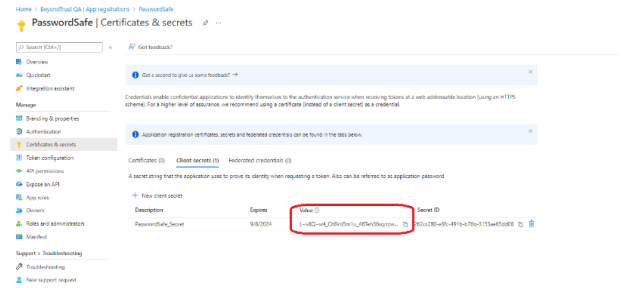 Home > BeyondTrust QA | App registrations > PasswordSafe
PasswordSafe | Certificates & secrets
Search (Ctrl+/)
Got feedback?
Overview
Quickstart
Integration assistant
Manage
Branding & properties
Authentication
Certificates & secrets
Token configuration
API permissions
Expose an API
App roles
Owners
Roles and administrators
Manifest
Support + Troubleshooting
Troubleshooting
New support request
Got a second to give us some feedback?
Credentials enable confidential applications to identify themselves to the authentication service when receiving tokens at a web addressable location (using an HTTPS
scheme). For a higher level of assurance, we recommend using a certificate (instead of a client secret) as a credential.
Application registration certificates, secrets and federated credentials can be found in the tabs below.
Certificates (0) Client secrets (1) Federated credentials (0)
A secret string that the application uses to prove its identity when requesting a token. Also can be referred to as application password.
New client secret
Description Expires Value Secret ID
PasswordSafe_Secret 9/8/2024